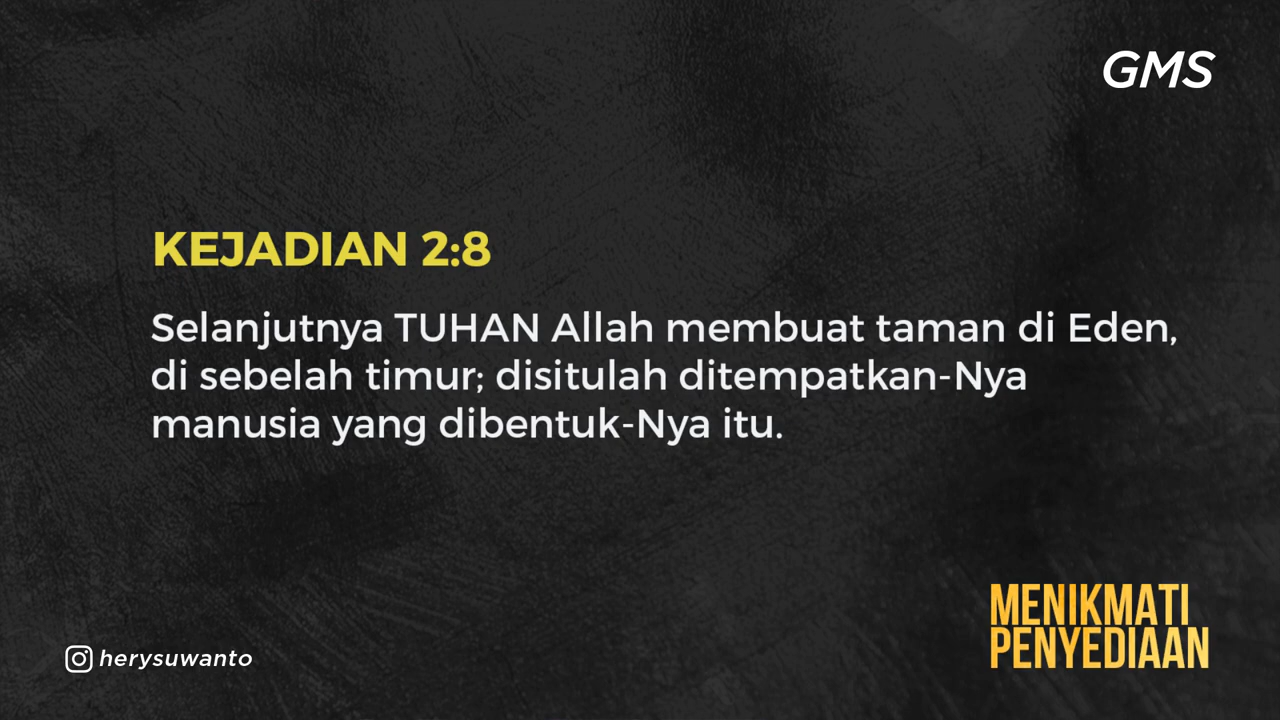 GMS
KEJADIAN 2:8
Selanjutnya TUHAN Allah membuat taman di Eden,
di sebelah timur; disitulah ditempatkan-Nya
manusia yang dibentuk-Nya itu.
MENIKMATI
PENYEDIAAN
herysuwanto